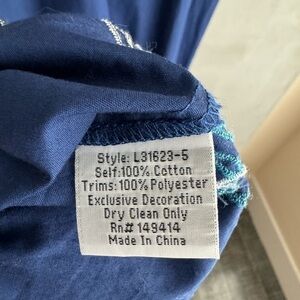 Style: L31623-5
Self:100% Cotton
Trims:100% Polyester
Exclusive Decoration
Dry Clean Only
Rn# 149414
Made In China